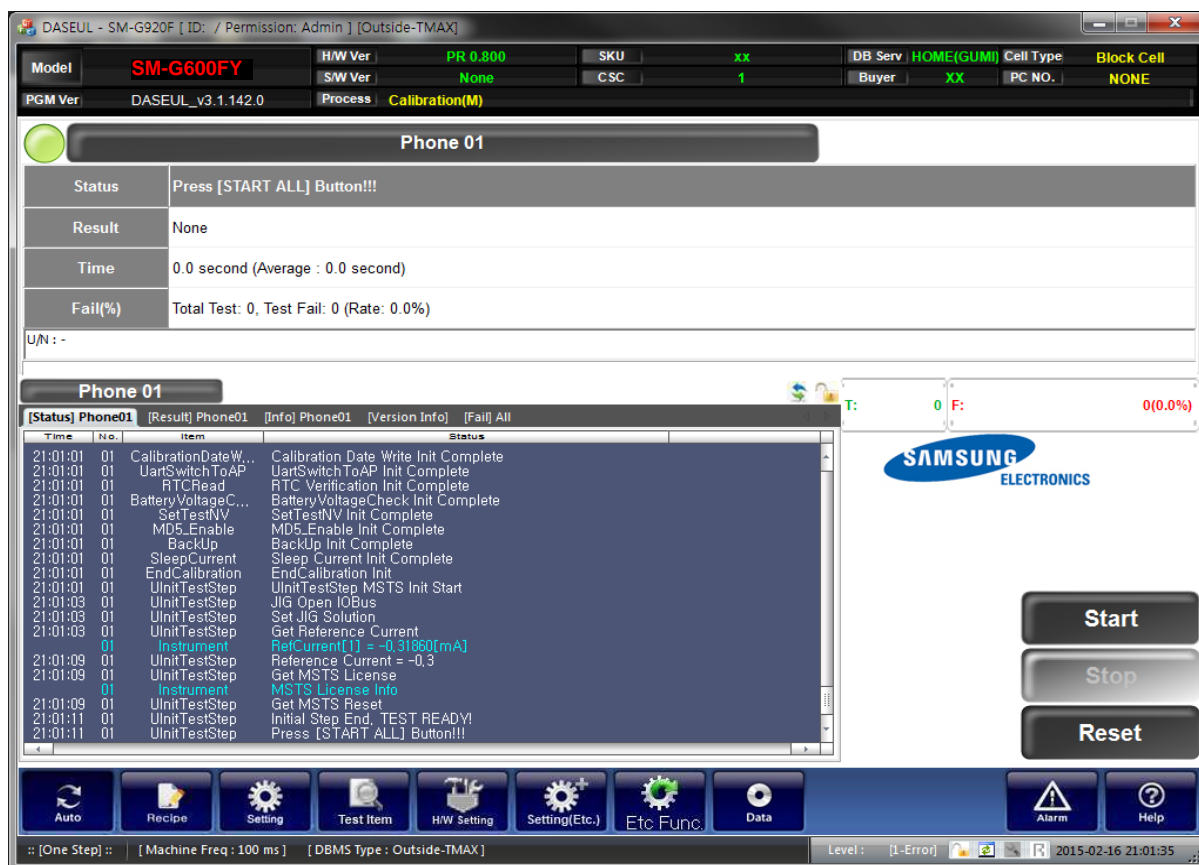 DASEUL - SM-G920F [ ID:  / Permission: Admin ] [Outside-TMAX]
Model SM-G600FY H/W Ver PR 0.800 SKU xx DB Serv HOME(GUMI) Cell Type Block Cell
S/W Ver None CSC 1 Buyer XX PC NO. NONE
PGM Ver DASEUL_v3.1.142.0 Process Calibration(M)
Phone 01
Status Press [START ALL] Button!!!
Result None
Time 0.0 second (Average : 0.0 second)
Fail(%) Total Test: 0, Test Fail: 0 (Rate: 0.0%)
U/N : -
Phone 01
T: 0 F: 0(0.0%)
[Status] Phone01 [Result] Phone01 [Info] Phone01 [Version Info] [Fail] All
Time No. Item Status
21:01:01 01 CalibrationDateW... Calibration Date Write Init Complete
21:01:01 01 UartSwitchToAP UartSwitchToAP Init Complete
21:01:01 01 RTCRead RTC Verification Init Complete
21:01:01 01 BatteryVoltageC... BatteryVoltageCheck Init Complete
21:01:01 01 SetTestNV SetTestNV Init Complete
21:01:01 01 MD5_Enable MD5_Enable Init Complete
21:01:01 01 BackUp BackUp Init Complete
21:01:01 01 SleepCurrent Sleep Current Init Complete
21:01:01 01 EndCalibration EndCalibration Init
21:01:01 01 UInitTestStep UInitTestStep MSTS Init Start
21:01:03 01 UInitTestStep JIG Open IOBus
21:01:03 01 UInitTestStep Set JIG Solution
21:01:03 01 UInitTestStep Get Reference Current
01 Instrument RefCurrent[1] = -0.31860[mA]
21:01:09 01 UInitTestStep Reference Current = -0.3
21:01:09 01 UInitTestStep Get MSTS License
01 Instrument MSTS License Info
21:01:09 01 UInitTestStep Get MSTS Reset
21:01:11 01 UInitTestStep Initial Step End, TEST READY!
21:01:11 01 UInitTestStep Press [START ALL] Button!!!
SAMSUNG
ELECTRONICS
Start
Stop
Reset
Auto Recipe Setting Test Item H/W Setting Setting(Etc.) Etc Func. Data Alarm Help
:: [One Step] :: [ Machine Freq : 100 ms ] [ DBMS Type : Outside-TMAX ] Level : [1-Error] 2015-02-16 21:01:35